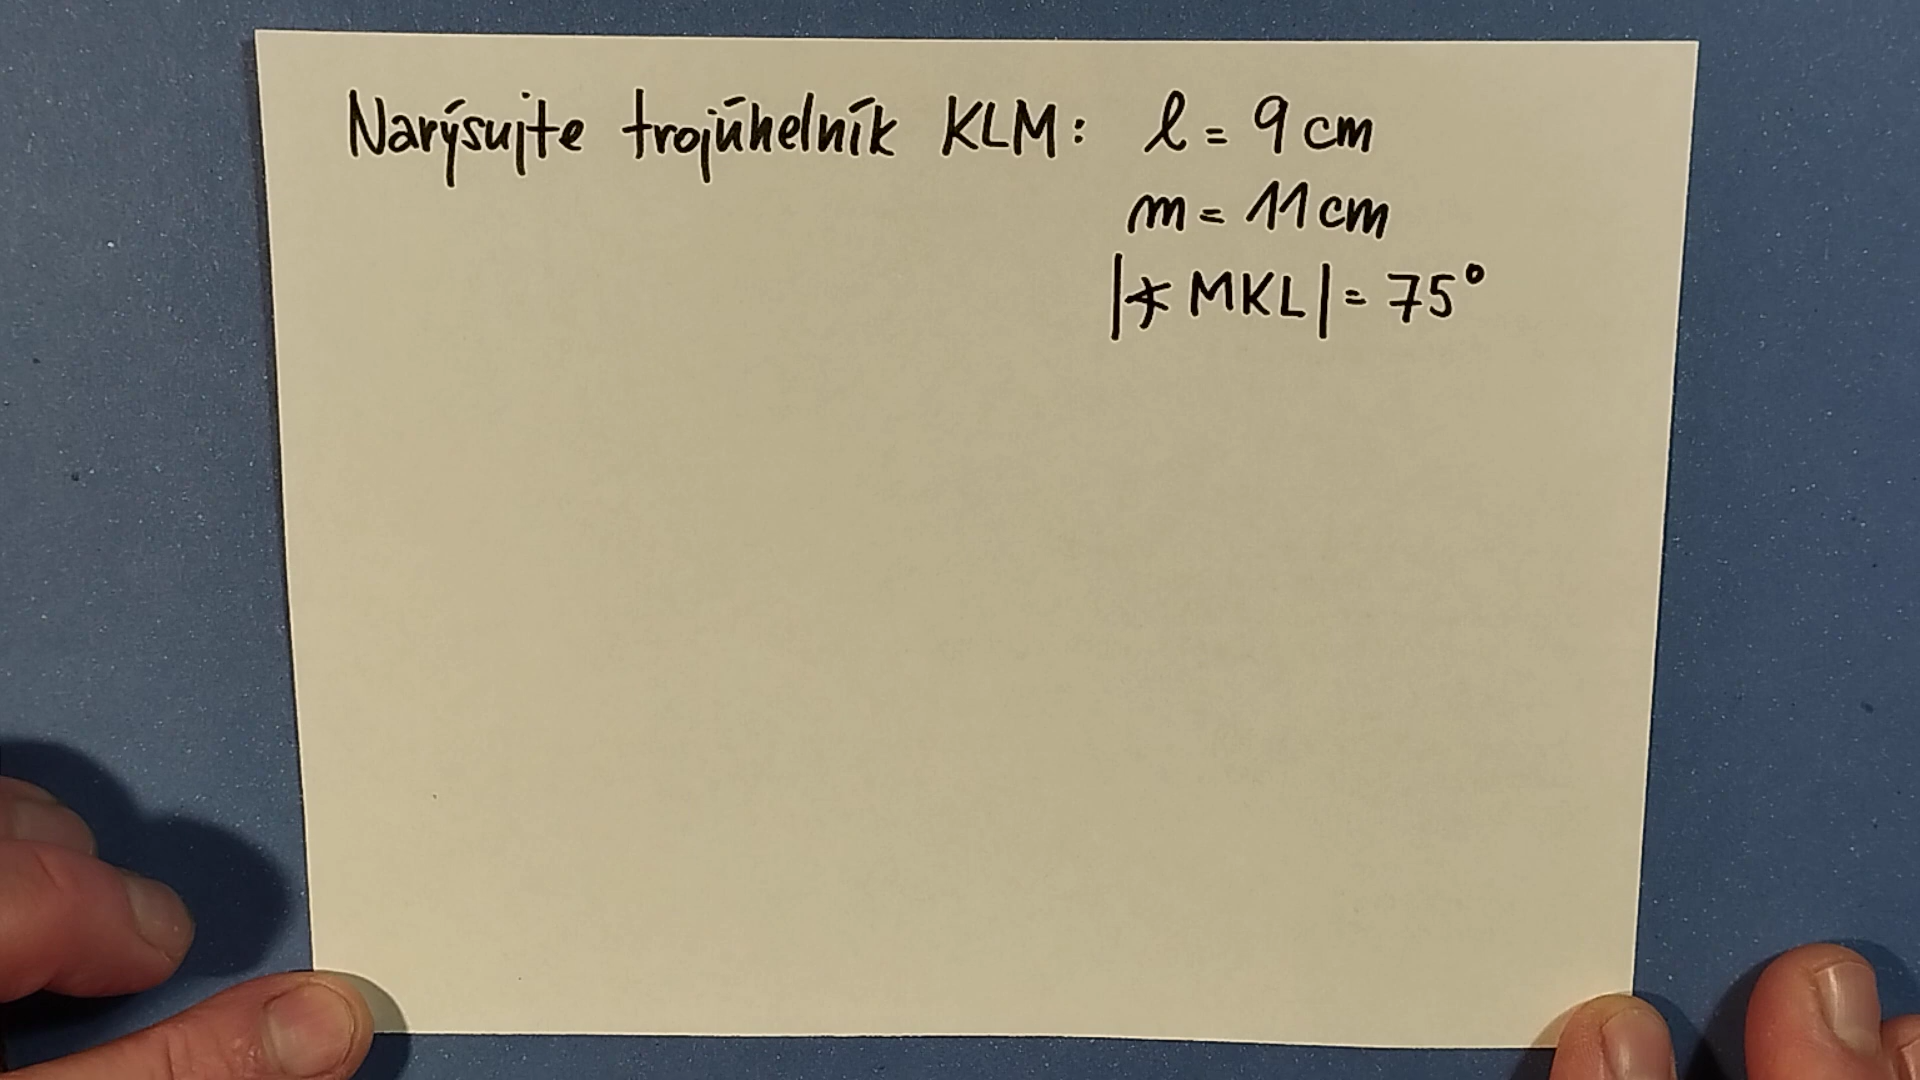 Narýsujte trojúhelník KLM: l = 9 cm
m = 11 cm
|∢ MKL| = 75°